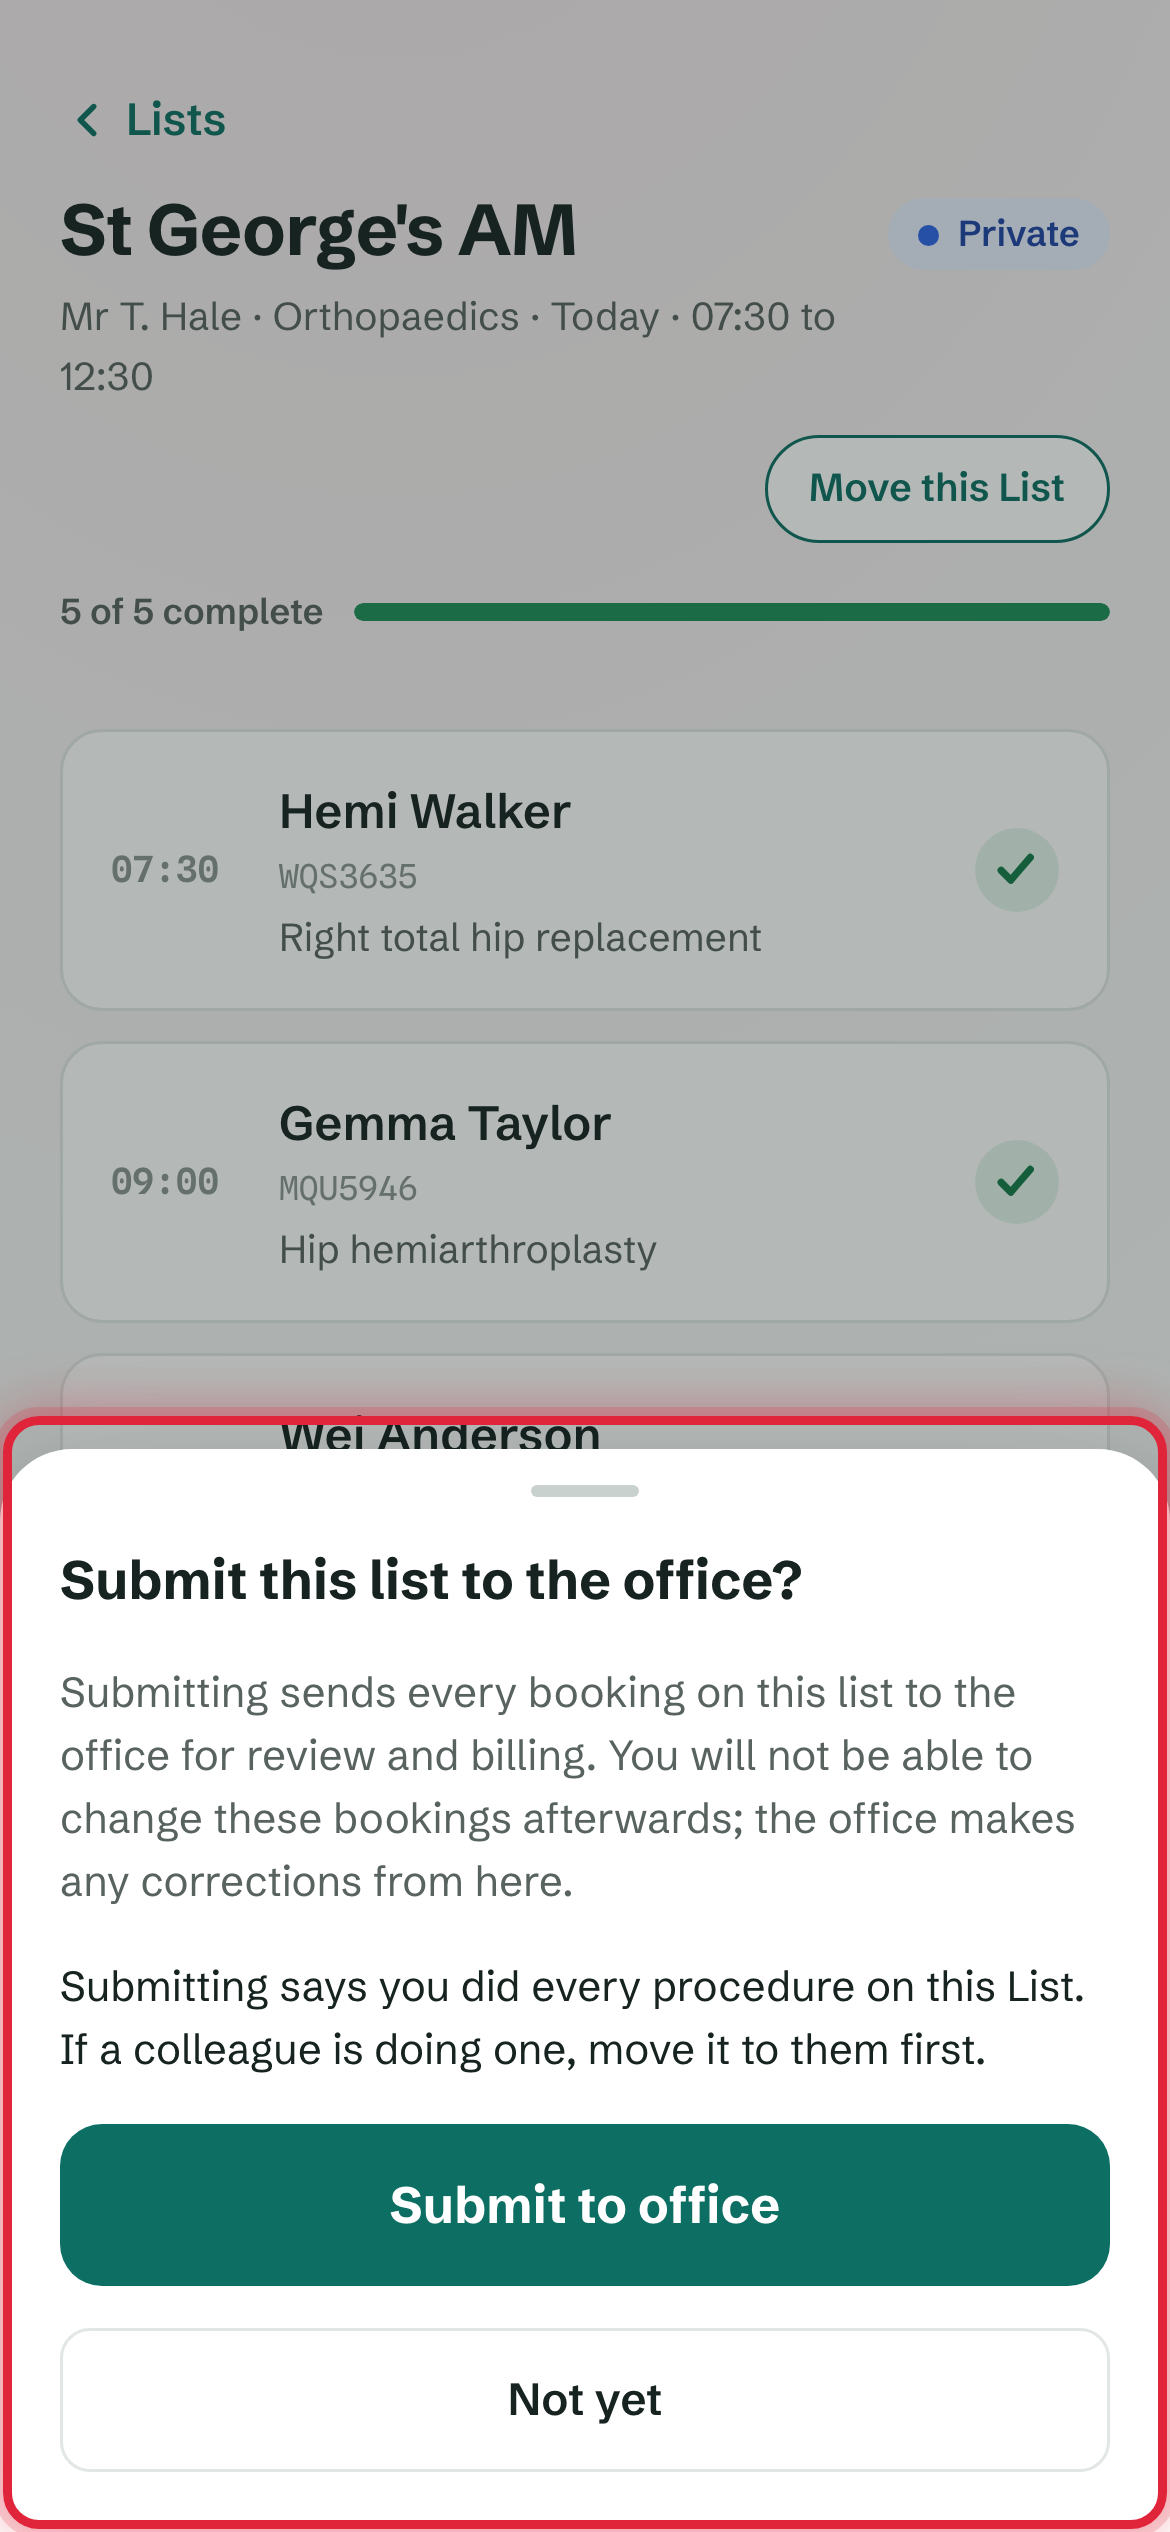 Lists
St George's AM
Private
Mr T. Hale · Orthopaedics · Today · 07:30 to
12:30
Move this List
5 of 5 complete
Hemi Walker
07:30
WQS3635
Right total hip replacement
Gemma Taylor
09:00
MQU5946
Hip hemiarthroplasty
Wei Anderson
Submit this list to the office?
Submitting sends every booking on this list to the
office for review and billing. You will not be able to
change these bookings afterwards; the office makes
any corrections from here.
Submitting says you did every procedure on this List.
If a colleague is doing one, move it to them first.
Submit to office
Not yet